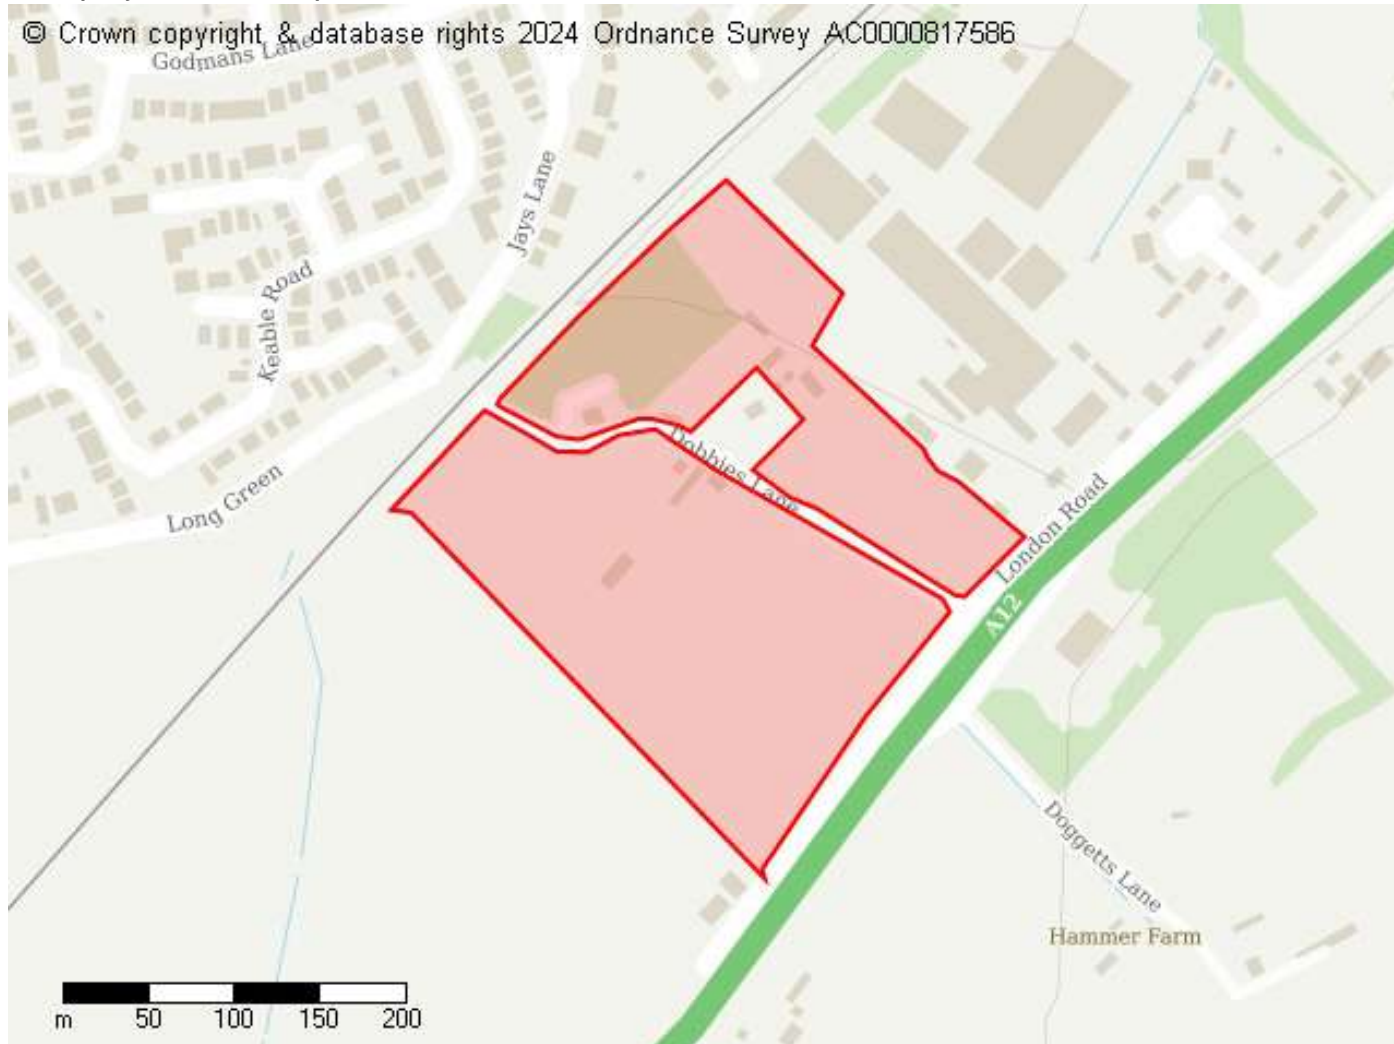 © Crown copyright & database rights 2024 Ordnance Survey AC0000817586
Godmans Lane
Jays Lane
Keable Road
Long Green
Dobbies Lane
London Road
A12
Doggetts Lane
Hammer Farm
m 50 100 150 200